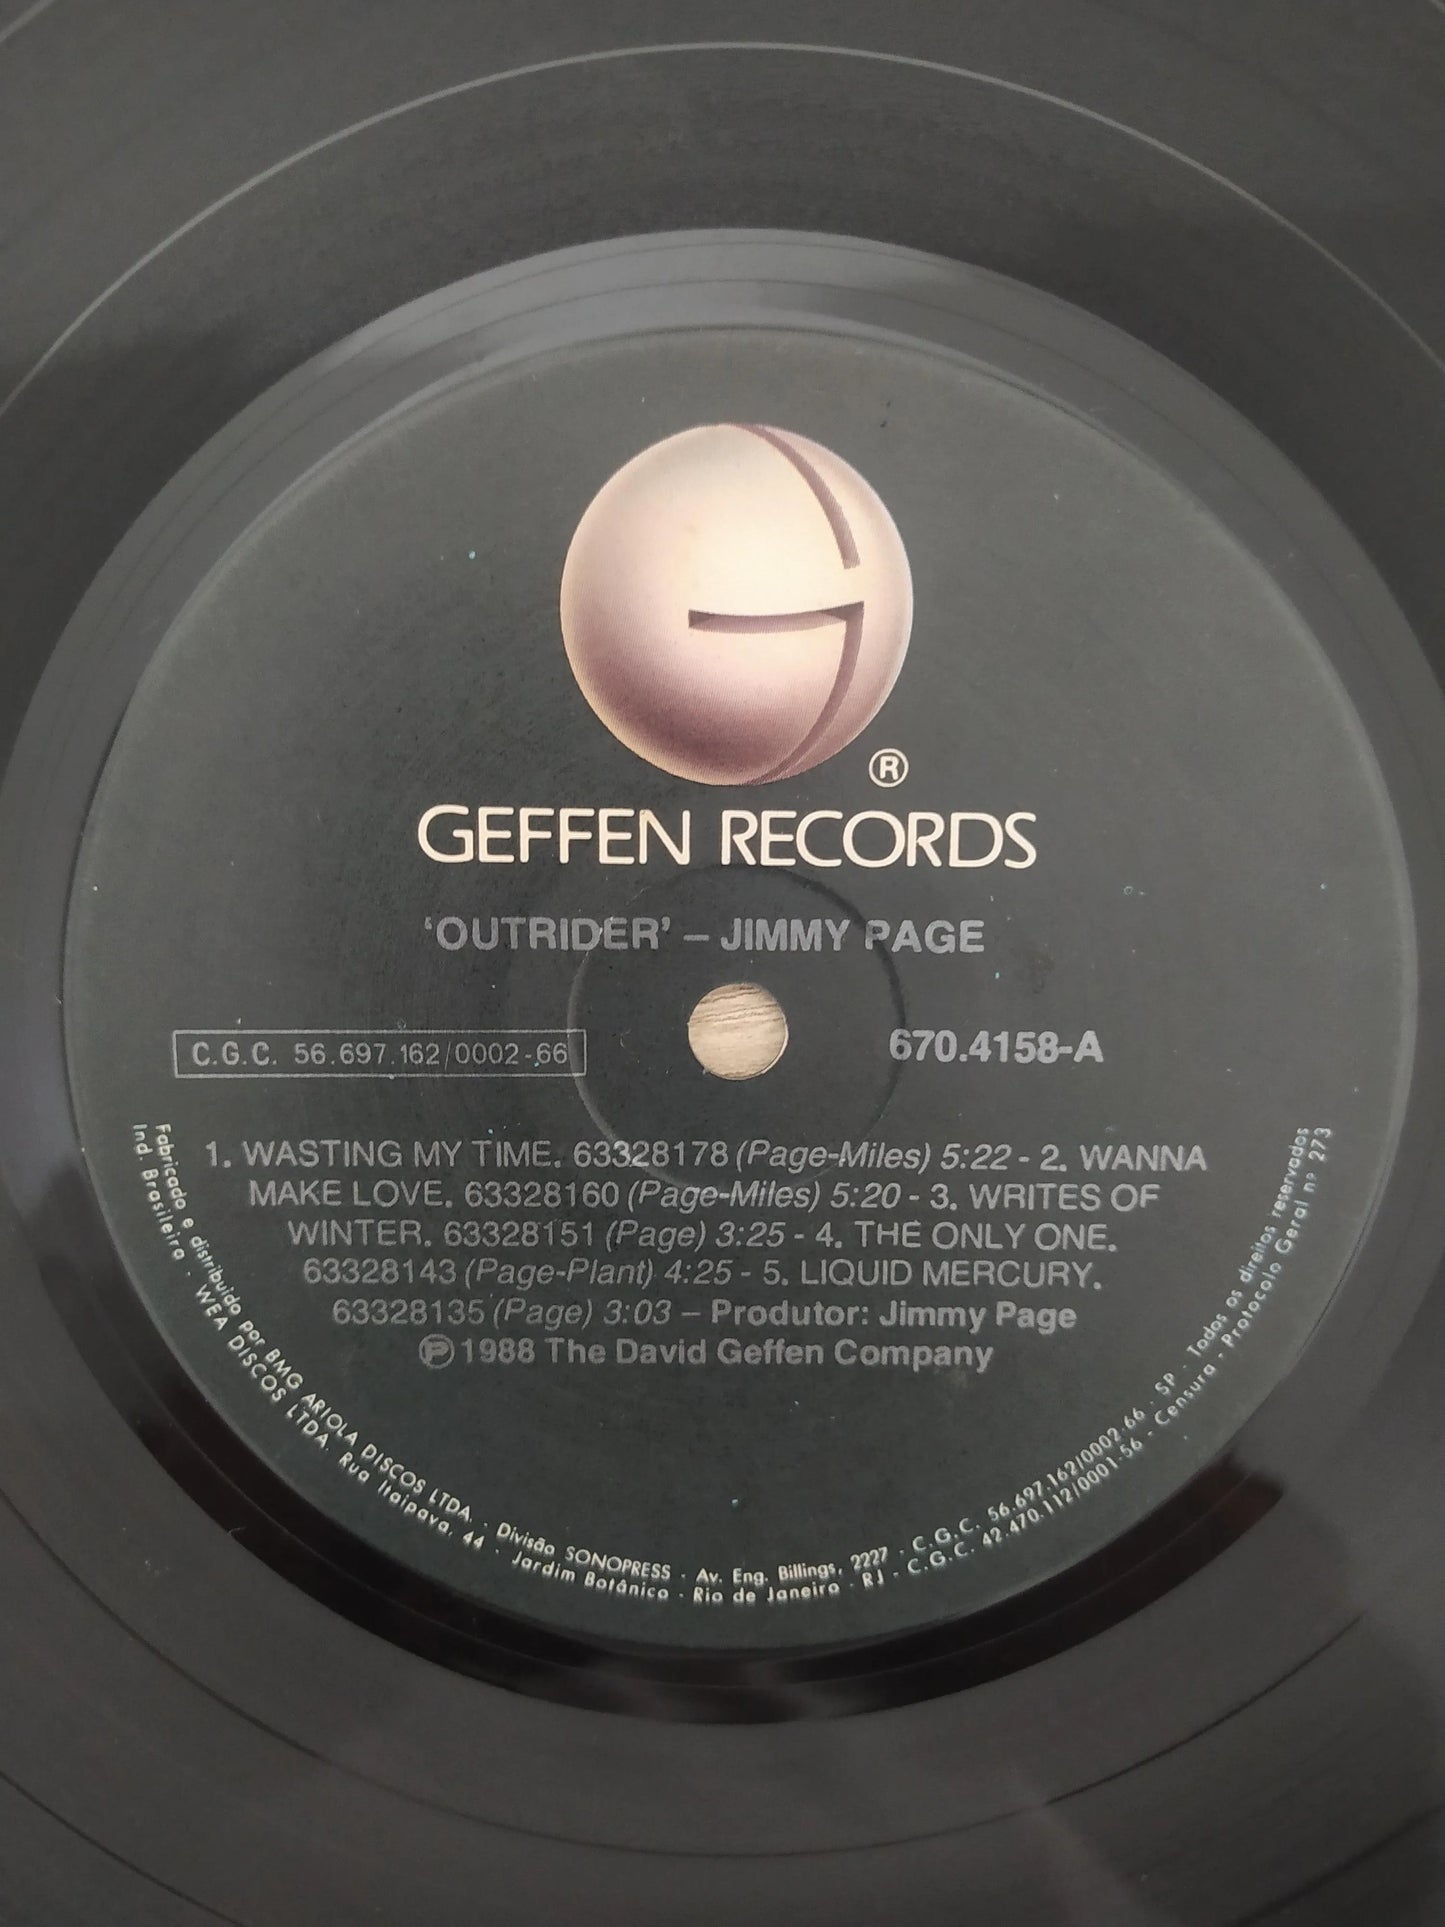 ®
GEFFEN RECORDS
'OUTRIDER' – JIMMY PAGE
C.G.C. 56.697.162/0002-66
670.4158-A
1. WASTING MY TIME. 63328178 (Page-Miles) 5:22 - 2. WANNA
MAKE LOVE. 63328160 (Page-Miles) 5:20 - 3. WRITES OF
WINTER. 63328151 (Page) 3:25 - 4. THE ONLY ONE.
63328143 (Page-Plant) 4:25 - 5. LIQUID MERCURY.
63328135 (Page) 3:03 – Produtor: Jimmy Page
℗ 1988 The David Geffen Company
Fabricado e distribuido por BMG ARIOLA DISCOS LTDA. - Divisão SONOPRESS - Av. Eng. Billings, 2227 - C.G.C. 56.697.162/0002-66 - SP - Todos os direitos reservados
Ind. Brasileira - WEA DISCOS LTDA. Rua Itaipava, 44 - Jardim Botânico - Rio de Janeiro - RJ - C.G.C. 42.470.112/0001-56 - Censura - Protocolo Geral n.º 273